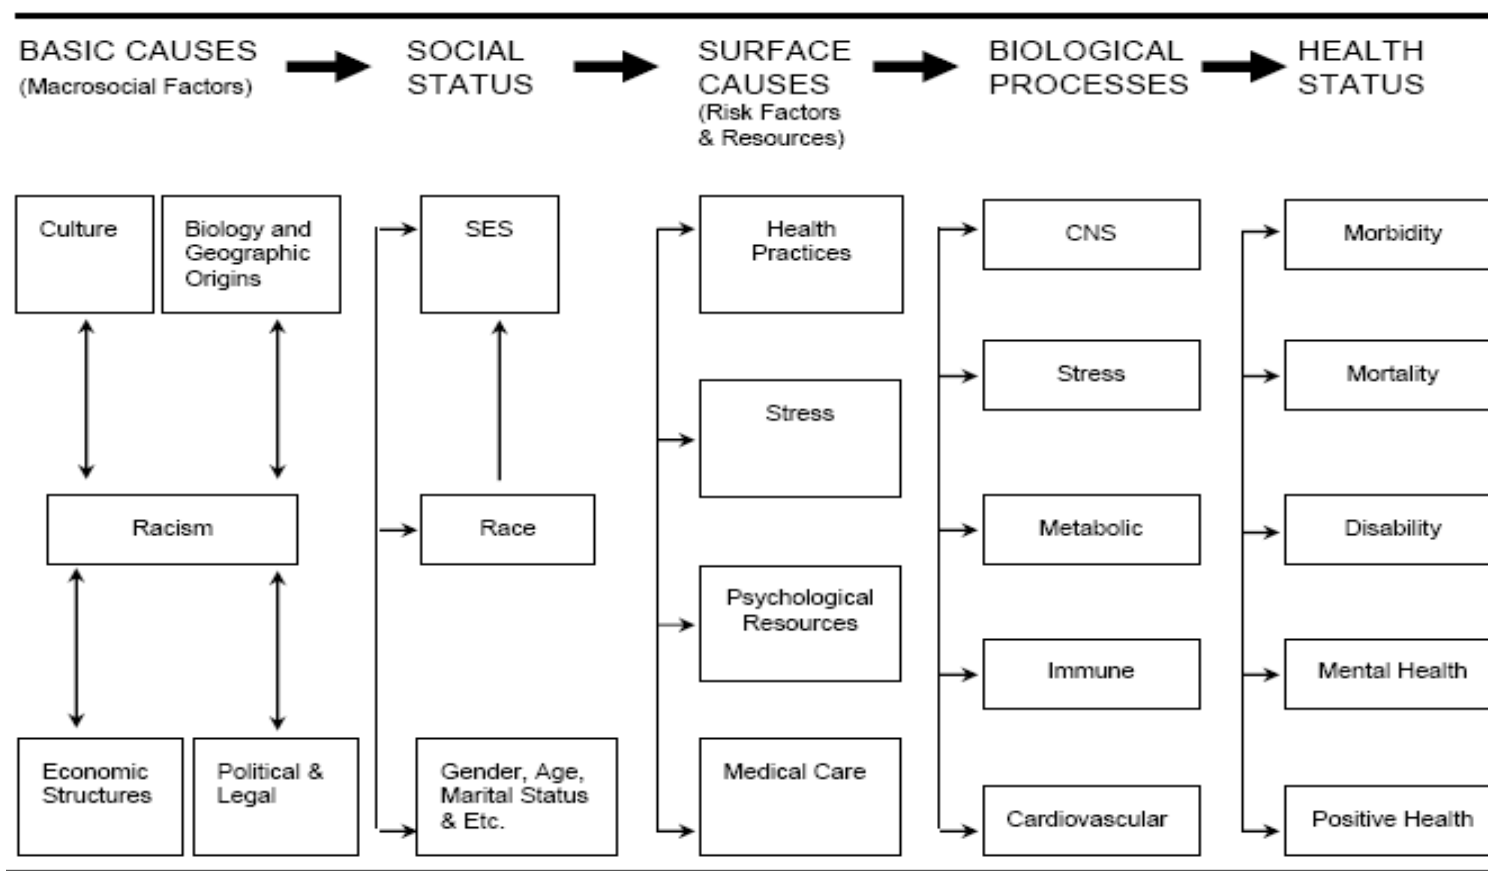 BASIC CAUSES
(Macrosocial Factors)
SOCIAL
STATUS
SURFACE
CAUSES
(Risk Factors
& Resources)
BIOLOGICAL
PROCESSES
HEALTH
STATUS
Culture
Biology and
Geographic
Origins
Racism
Economic
Structures
Political &
Legal
SES
Race
Gender, Age,
Marital Status
& Etc.
Health
Practices
Stress
Psychological
Resources
Medical Care
CNS
Stress
Metabolic
Immune
Cardiovascular
Morbidity
Mortality
Disability
Mental Health
Positive Health